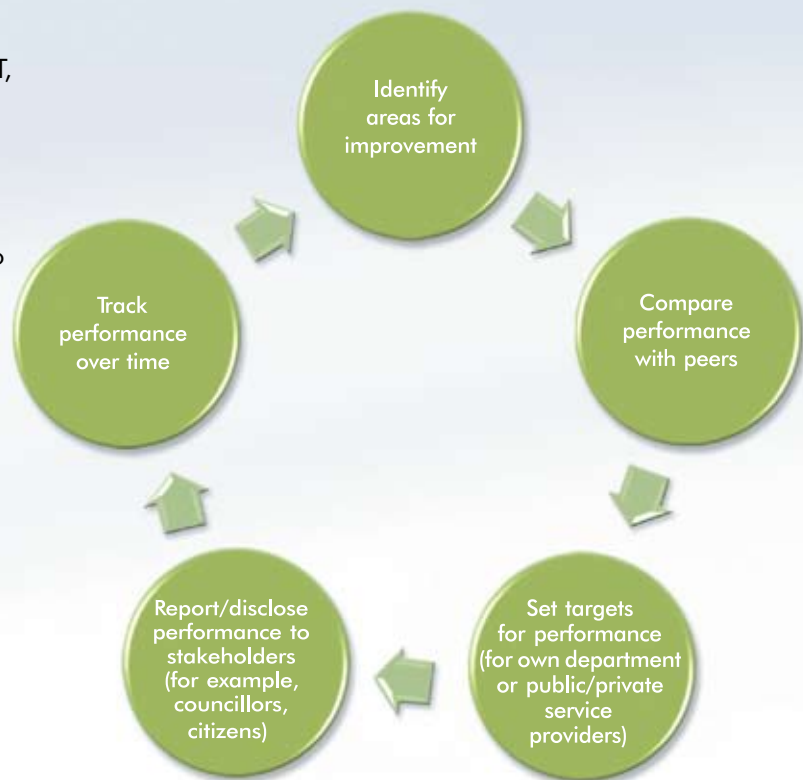 T,
Identify
areas for
improvement
Compare
performance
with peers
Set targets
for performance
(for own department
or public/private
service
providers)
Report/disclose
performance to
stakeholders
(for example,
councillors,
citizens)
Track
performance
over time